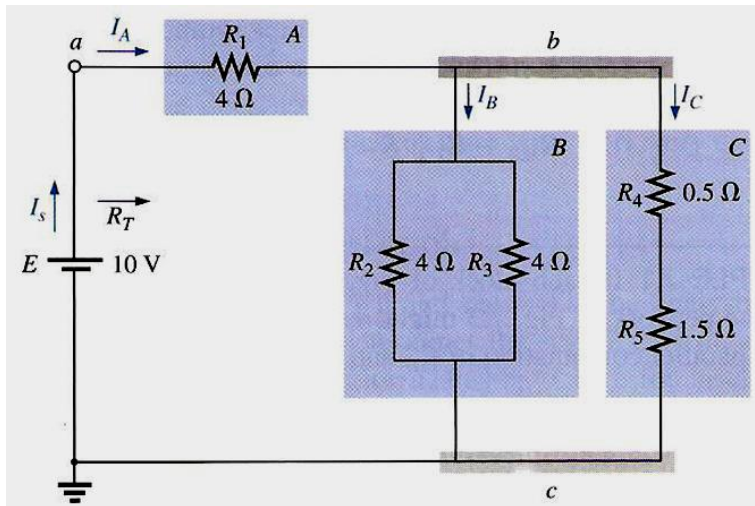 a
I_A
R_1
A
4 Ω
b
I_B
I_C
B
C
R_4
0.5 Ω
I_s
R_T
R_2
4 Ω
R_3
4 Ω
E
10 V
R_5
1.5 Ω
c